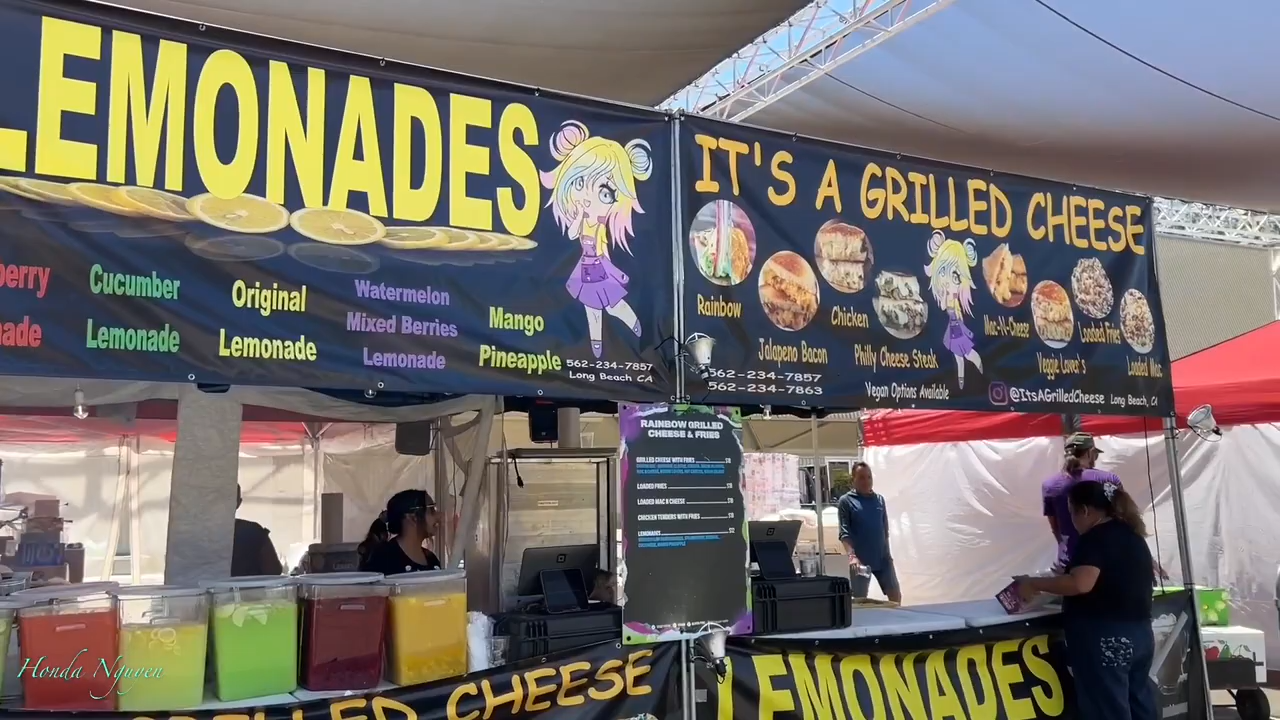 LEMONADES
berry
ade
Cucumber
Lemonade
Original
Lemonade
Watermelon
Mixed Berries
Lemonade
Mango
Pineapple
562-234-7857
Long Beach CA
IT'S A GRILLED CHEESE
Rainbow
Jalapeno Bacon
Chicken
Philly Cheese Steak
Mac-N-Cheese
Veggie Lover's
Loaded Fries
Loaded Mac
562-234-7857
562-234-7863
Vegan Options Available
@ItsAGrilledCheese Long Beach, CA
RAINBOW GRILLED
CHEESE & FRIES
GRILLED CHEESE WITH FRIES
LOADED FRIES
LOADED MAC N CHEESE
CHICKEN TENDERS WITH FRIES
LEMONADES
GRILLED CHEESE
LEMONADES
Honda Nguyen